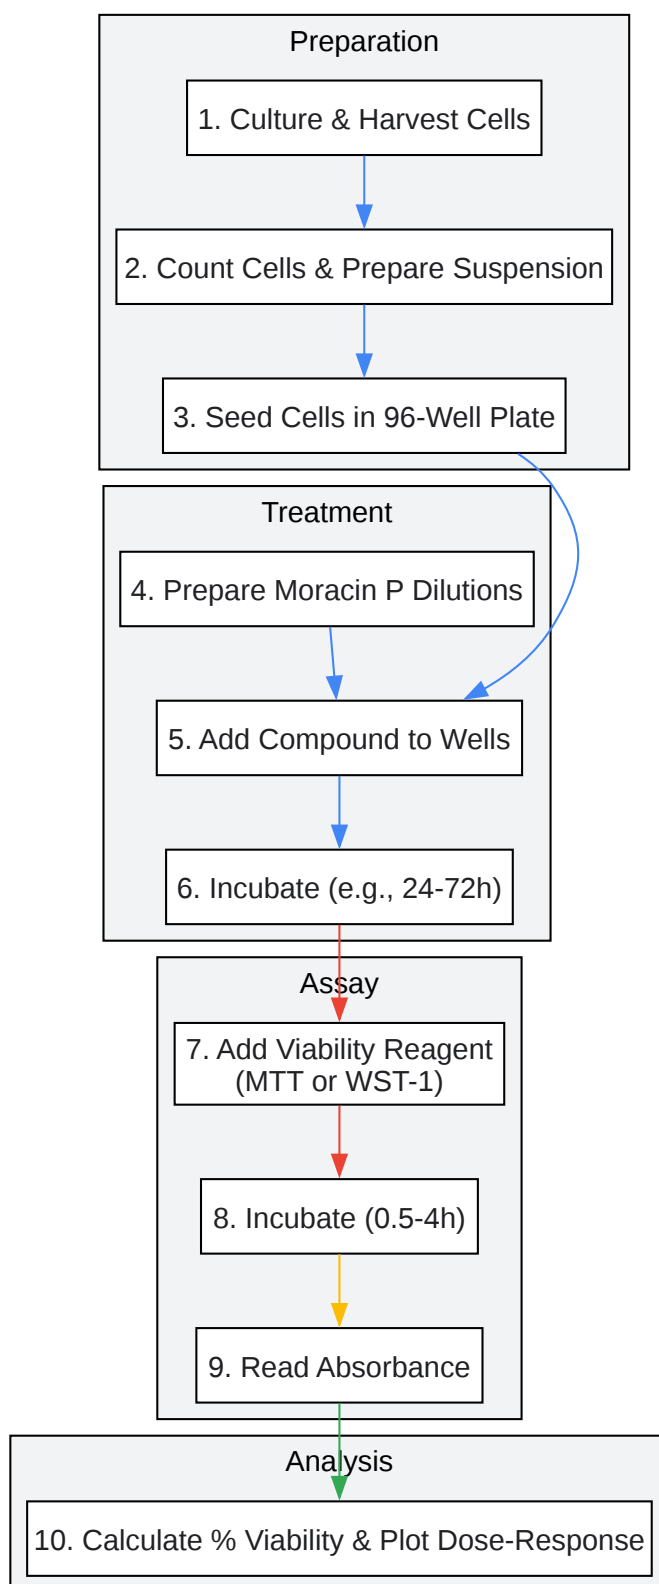 Preparation
1. Culture & Harvest Cells
2. Count Cells & Prepare Suspension
3. Seed Cells in 96-Well Plate
Treatment
4. Prepare Moracin P Dilutions
5. Add Compound to Wells
6. Incubate (e.g., 24-72h)
Assay
7. Add Viability Reagent
(MTT or WST-1)
8. Incubate (0.5-4h)
9. Read Absorbance
Analysis
10. Calculate % Viability & Plot Dose-Response